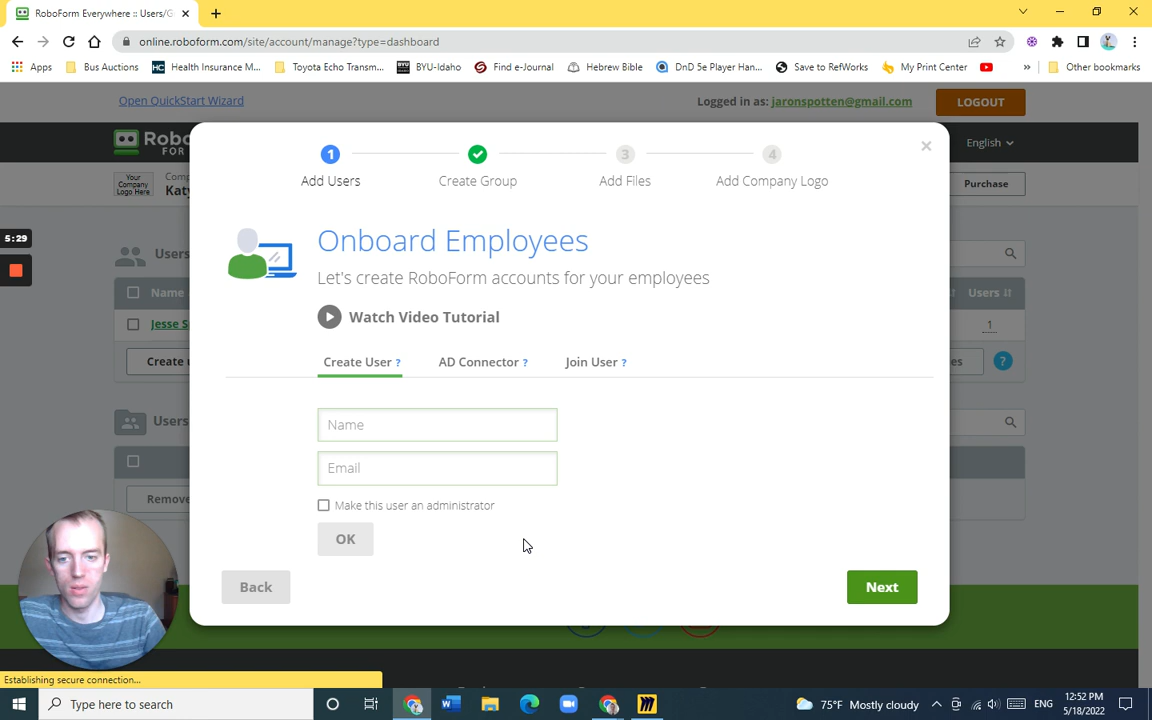 RoboForm Everywhere :: Users/G
online.roboform.com/site/account/manage?type=dashboard
Apps
Bus Auctions
Health Insurance M...
Toyota Echo Transm...
BYU-Idaho
Find e-Journal
Hebrew Bible
DnD 5e Player Han...
Save to RefWorks
My Print Center
»
Other bookmarks
Open QuickStart Wizard
Logged in as: jaronspotten@gmail.com
LOGOUT
Robo
FOR
English
Your
Company
Logo Here
Comp
Katy
Purchase
1
3
4
Add Users
Create Group
Add Files
Add Company Logo
5:29
Users
Onboard Employees
Let's create RoboForm accounts for your employees
Name
Users
Watch Video Tutorial
Jesse S
1
Create u
Create User ?
AD Connector ?
Join User ?
es
?
Users
Name
Email
Remove
Make this user an administrator
OK
Back
Next
Establishing secure connection...
Type here to search
75°F Mostly cloudy
ENG
12:52 PM
5/18/2022